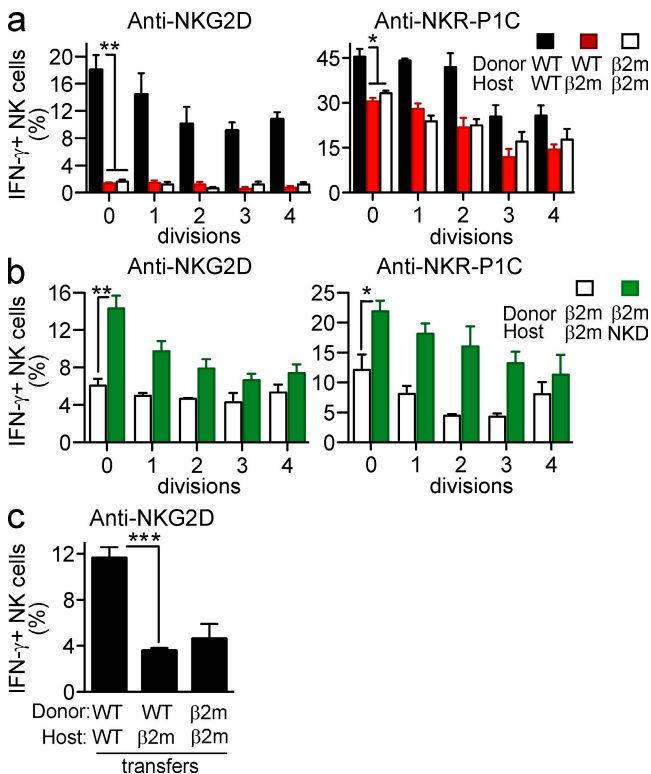 a
Anti-NKG2D
Anti-NKR-P1C
IFN-γ+ NK cells
(%)
20
16
12
8
4
0
**
0 1 2 3 4
divisions
45
30
15
0
*
0 1 2 3 4
divisions
Donor WT WT β2m
Host WT β2m β2m
b
Anti-NKG2D
Anti-NKR-P1C
IFN-γ+ NK cells
(%)
16
12
8
4
0
**
0 1 2 3 4
divisions
25
20
15
10
5
0
*
0 1 2 3 4
divisions
Donor β2m β2m
Host β2m NKD
c
Anti-NKG2D
IFN-γ+ NK cells
(%)
12
8
4
0
***
Donor: WT WT β2m
Host: WT β2m β2m
transfers